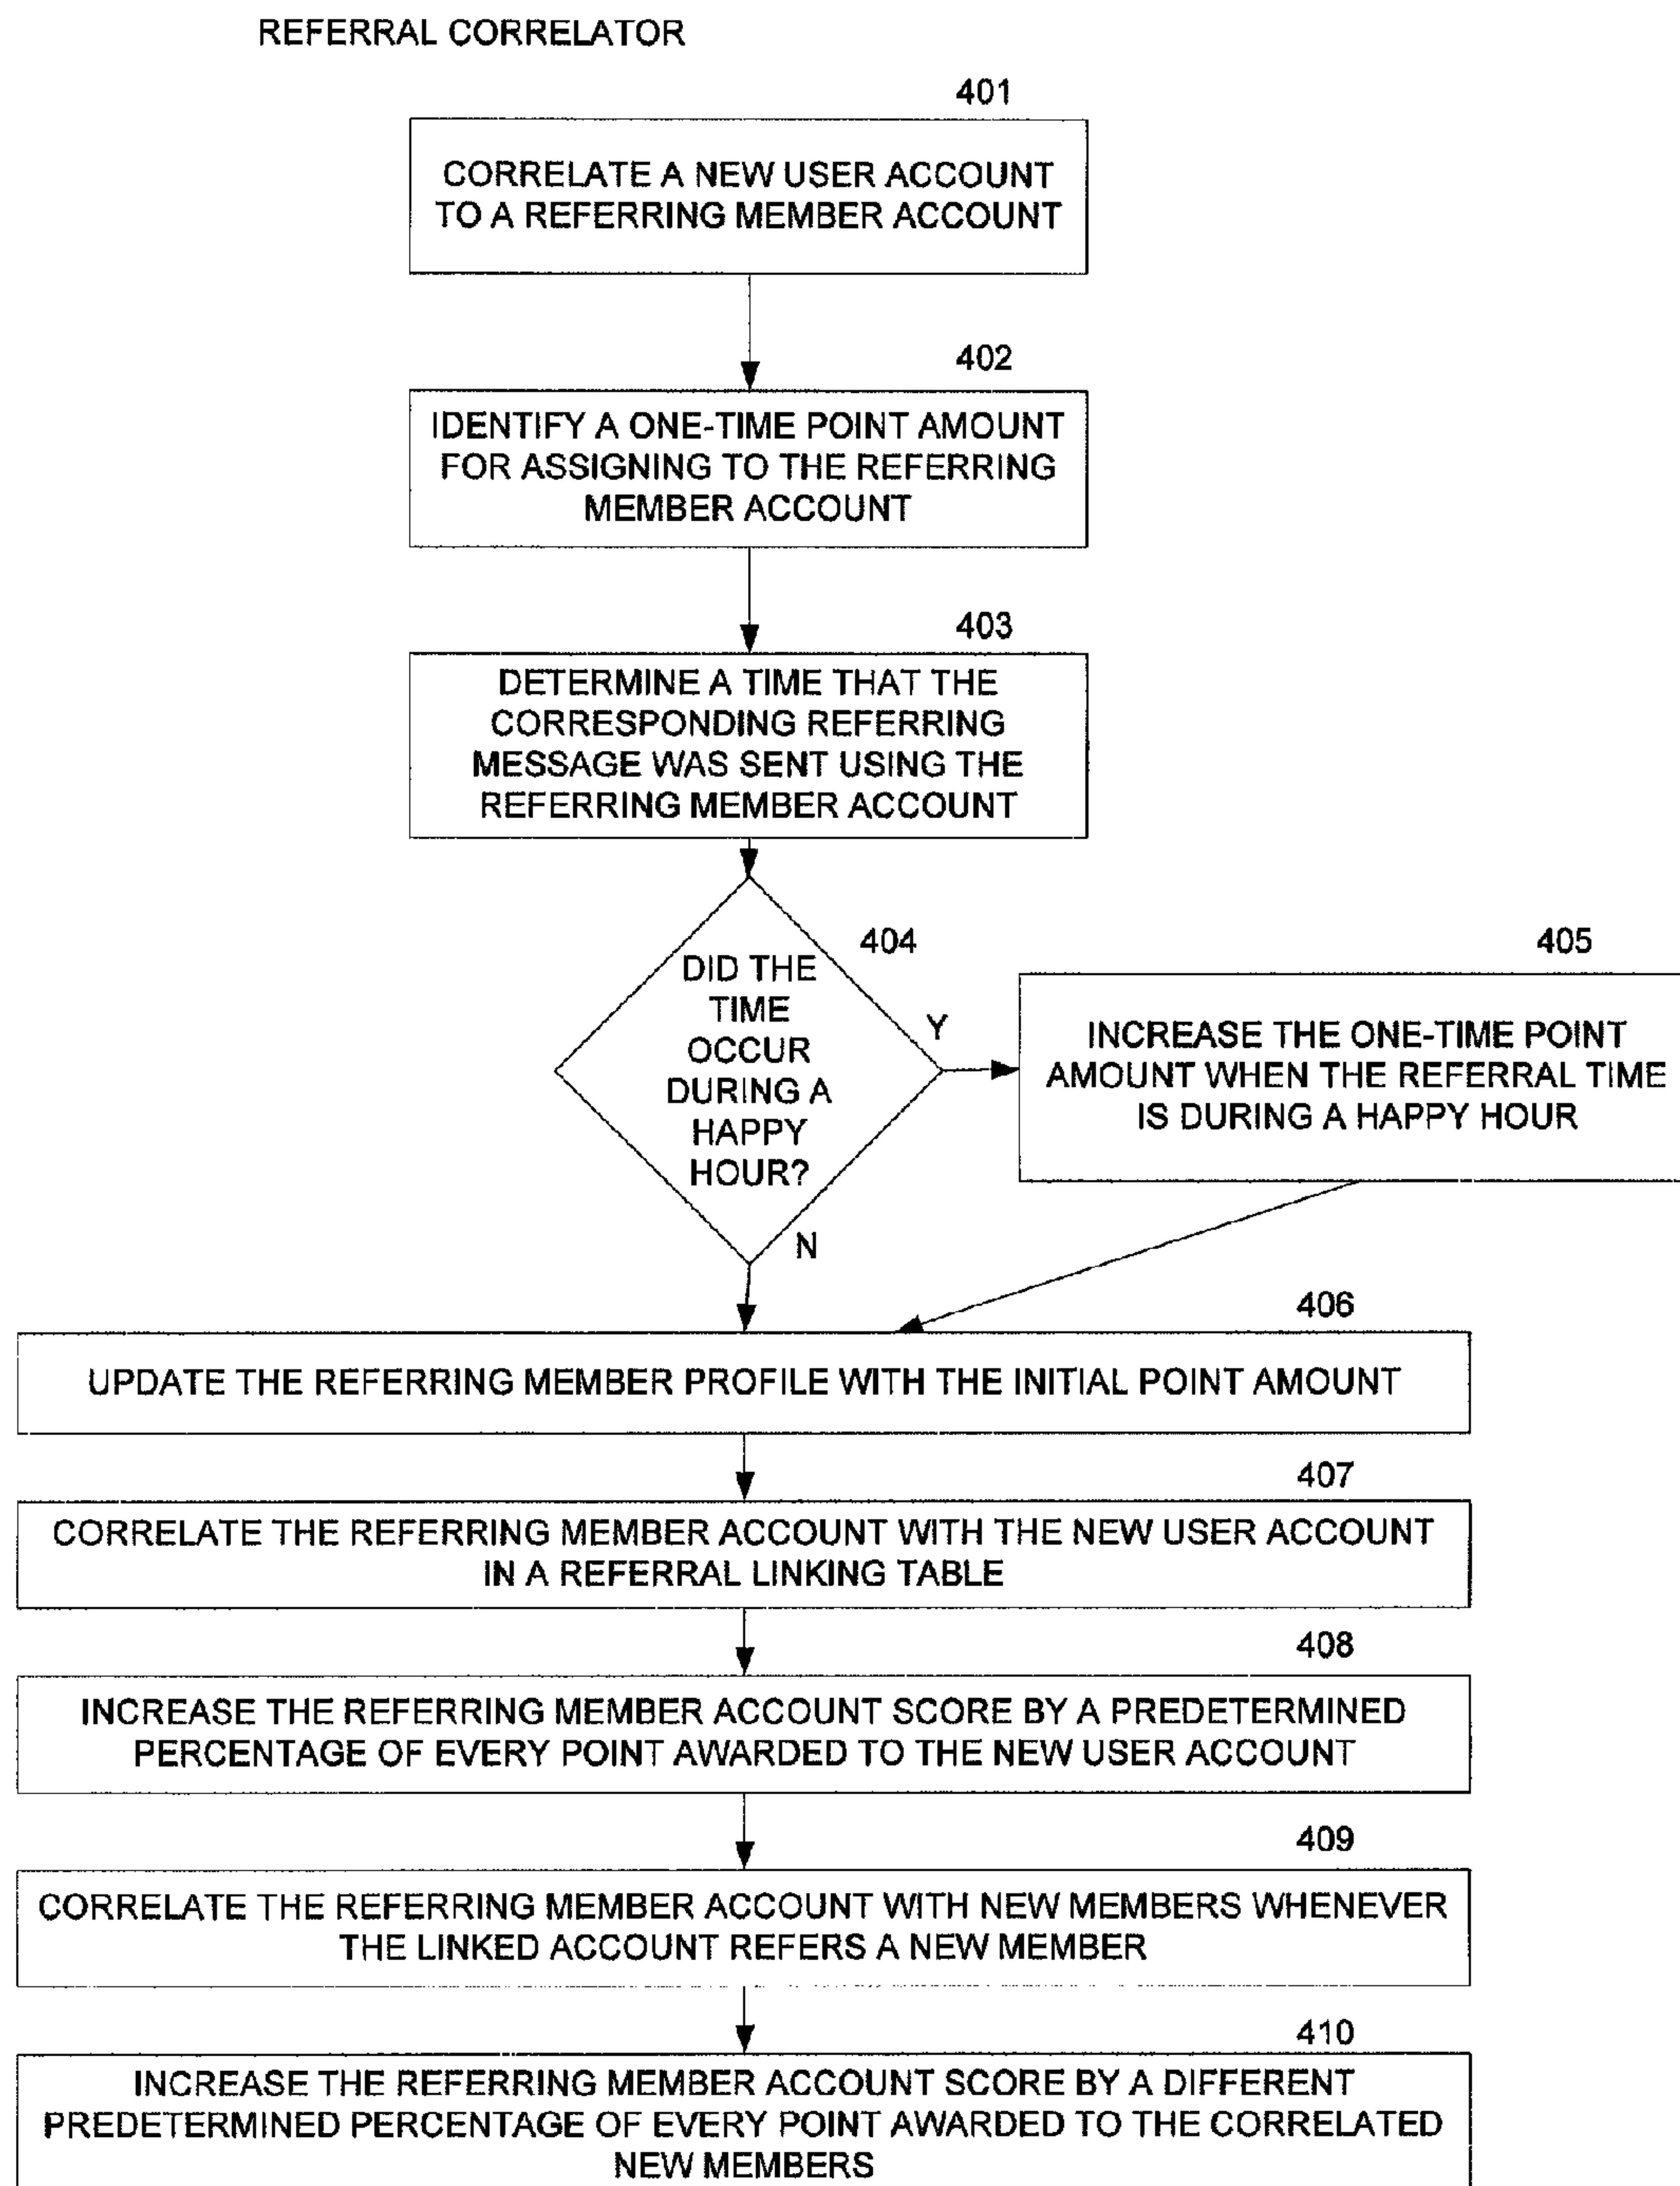 REFERRAL CORRELATOR
401
CORRELATE A NEW USER ACCOUNT
TO A REFERRING MEMBER ACCOUNT
402
IDENTIFY A ONE-TIME POINT AMOUNT
FOR ASSIGNING TO THE REFERRING
MEMBER ACCOUNT
403
DETERMINE A TIME THAT THE
CORRESPONDING REFERRING
MESSAGE WAS SENT USING THE
REFERRING MEMBER ACCOUNT
404
DID THE
TIME
OCCUR
DURING A
HAPPY
HOUR?
Y
405
INCREASE THE ONE-TIME POINT
AMOUNT WHEN THE REFERRAL TIME
IS DURING A HAPPY HOUR
N
406
UPDATE THE REFERRING MEMBER PROFILE WITH THE INITIAL POINT AMOUNT
407
CORRELATE THE REFERRING MEMBER ACCOUNT WITH THE NEW USER ACCOUNT
IN A REFERRAL LINKING TABLE
408
INCREASE THE REFERRING MEMBER ACCOUNT SCORE BY A PREDETERMINED
PERCENTAGE OF EVERY POINT AWARDED TO THE NEW USER ACCOUNT
409
CORRELATE THE REFERRING MEMBER ACCOUNT WITH NEW MEMBERS WHENEVER
THE LINKED ACCOUNT REFERS A NEW MEMBER
410
INCREASE THE REFERRING MEMBER ACCOUNT SCORE BY A DIFFERENT
PREDETERMINED PERCENTAGE OF EVERY POINT AWARDED TO THE CORRELATED
NEW MEMBERS